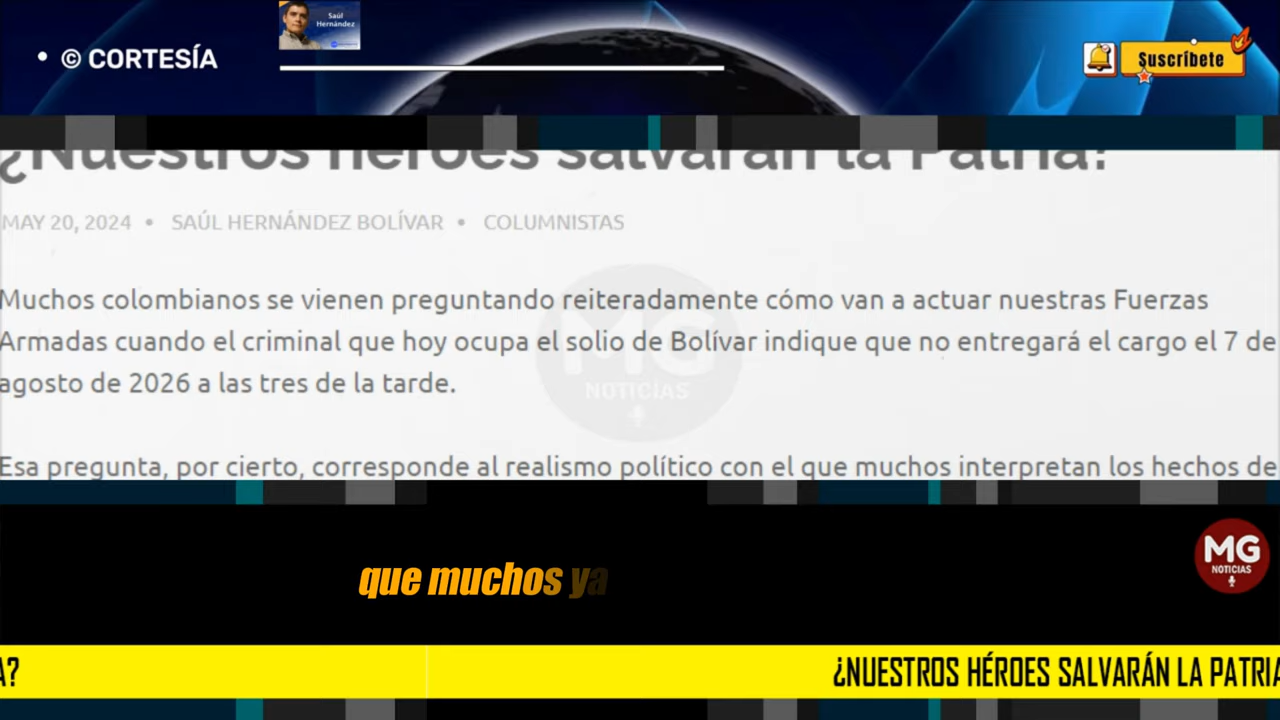 • © CORTESÍA
Saúl
Hernández
Suscríbete
¿Nuestros héroes salvarán la Patria?
MAY 20, 2024 • SAÚL HERNÁNDEZ BOLÍVAR • COLUMNISTAS
Muchos colombianos se vienen preguntando reiteradamente cómo van a actuar nuestras Fuerzas
Armadas cuando el criminal que hoy ocupa el solio de Bolívar indique que no entregará el cargo el 7 de
agosto de 2026 a las tres de la tarde.
MG
NOTICIAS
Esa pregunta, por cierto, corresponde al realismo político con el que muchos interpretan los hechos de
que muchos ya
MG
NOTICIAS
A?
¿NUESTROS HÉROES SALVARÁN LA PATRIA